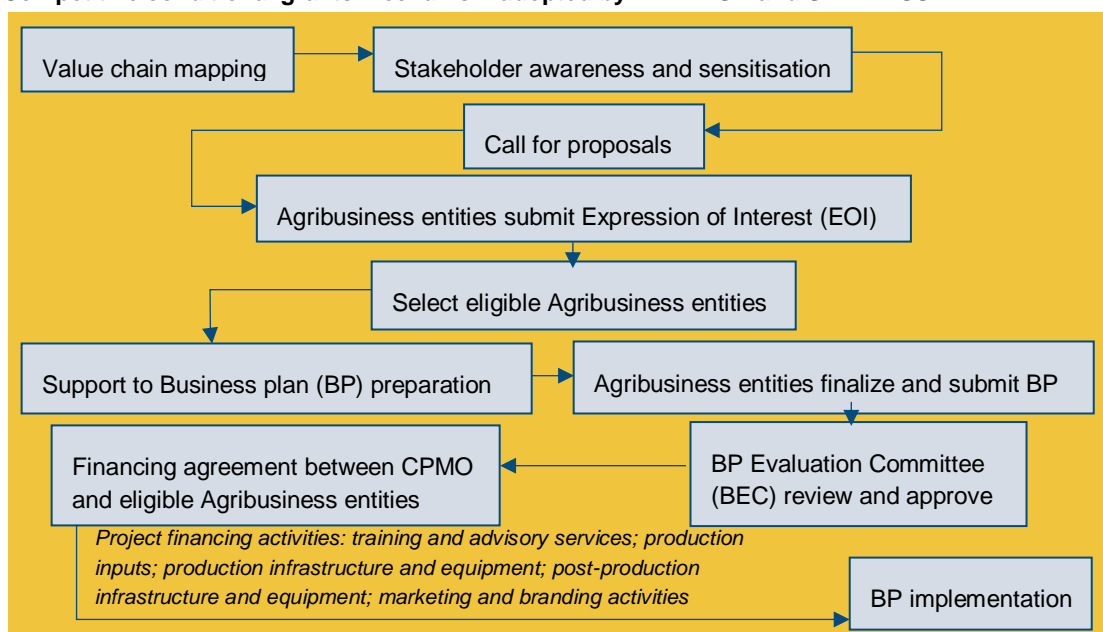 Value chain mapping
Stakeholder awareness and sensitisation
Call for proposals
Agribusiness entities submit Expression of Interest (EOI)
Select eligible Agribusiness entities
Support to Business plan (BP) preparation
Agribusiness entities finalize and submit BP
BP Evaluation Committee
(BEC) review and approve
Financing agreement between CPMO
and eligible Agribusiness entities
Project financing activities: training and advisory services; production
inputs; production infrastructure and equipment; post-production
infrastructure and equipment; marketing and branding activities
BP implementation